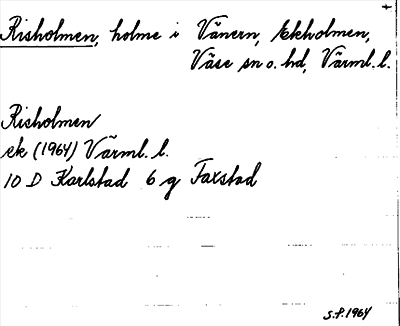 +
Risholmen, holme i Vänern, Ekholmen,
Väse sn o. hd, Värml. l.
Risholmen
ek (1964) Värml. l.
10 D Karlstad 6 g Faxstad
S.P. 1964